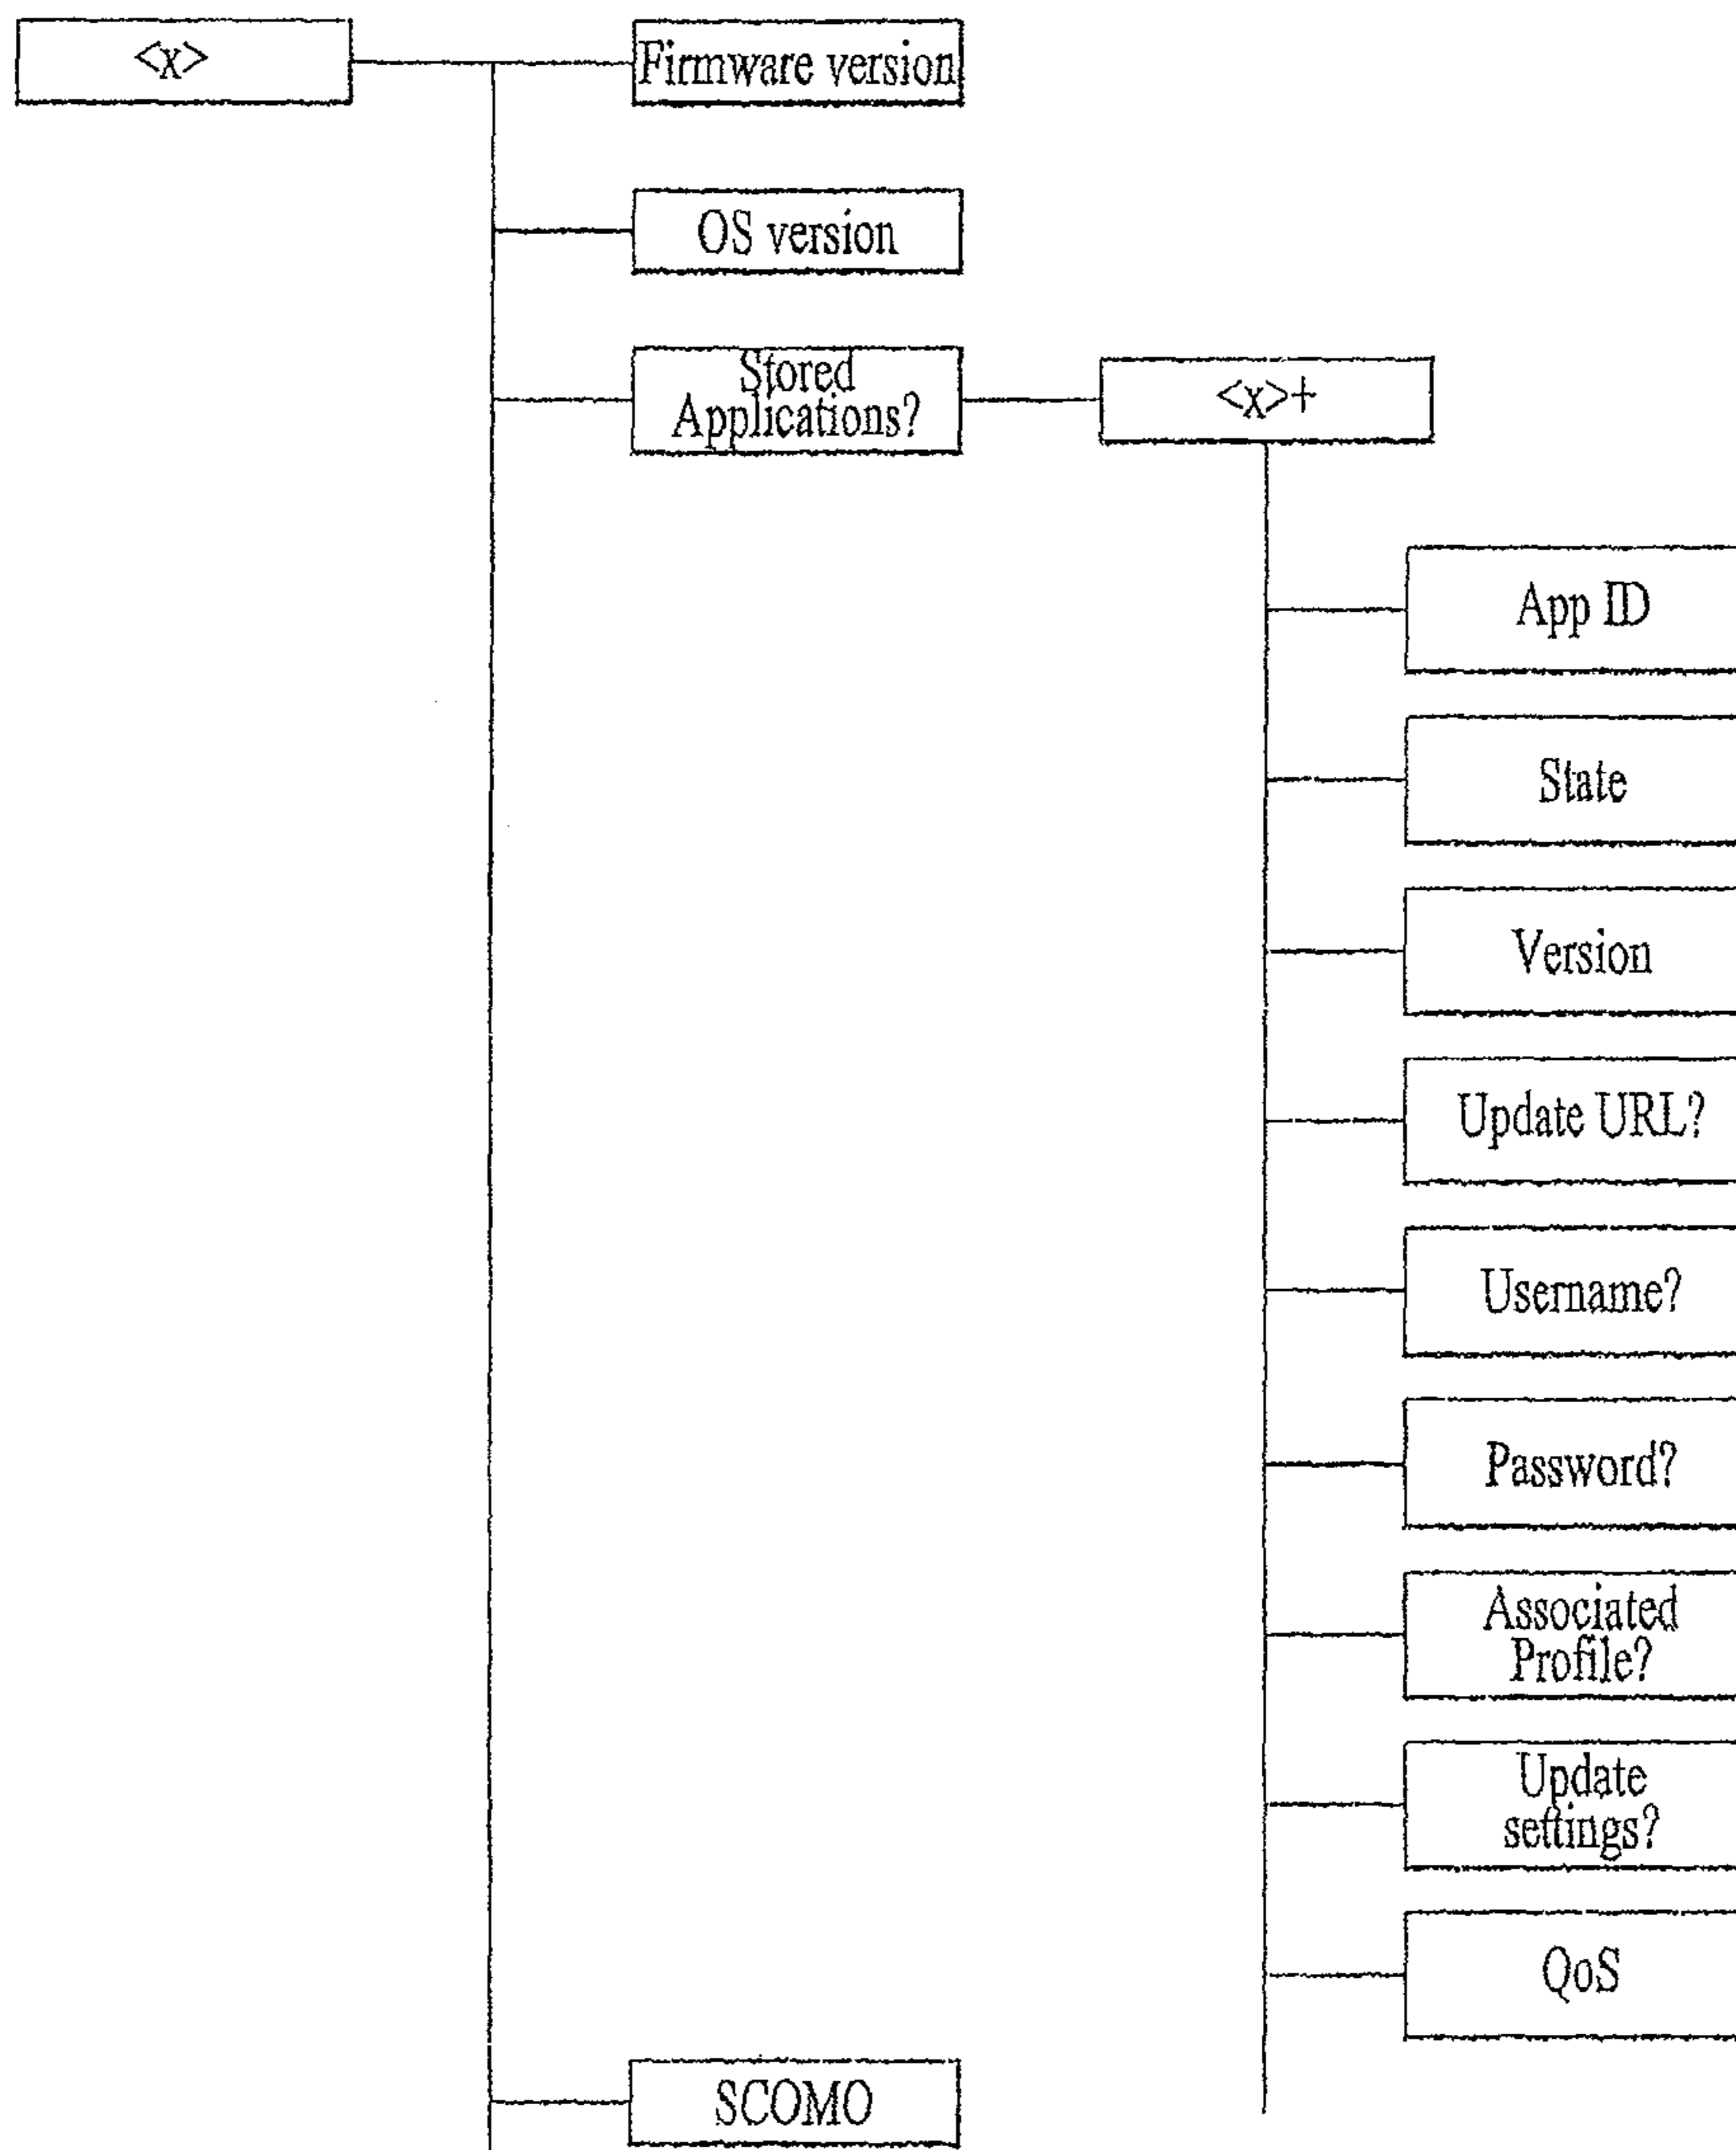 <x>
Firmware version
OS version
Stored
Applications?
<x>+
App ID
State
Version
Update URL?
Username?
Password?
Associated
Profile?
Update
settings?
QoS
SCOMO